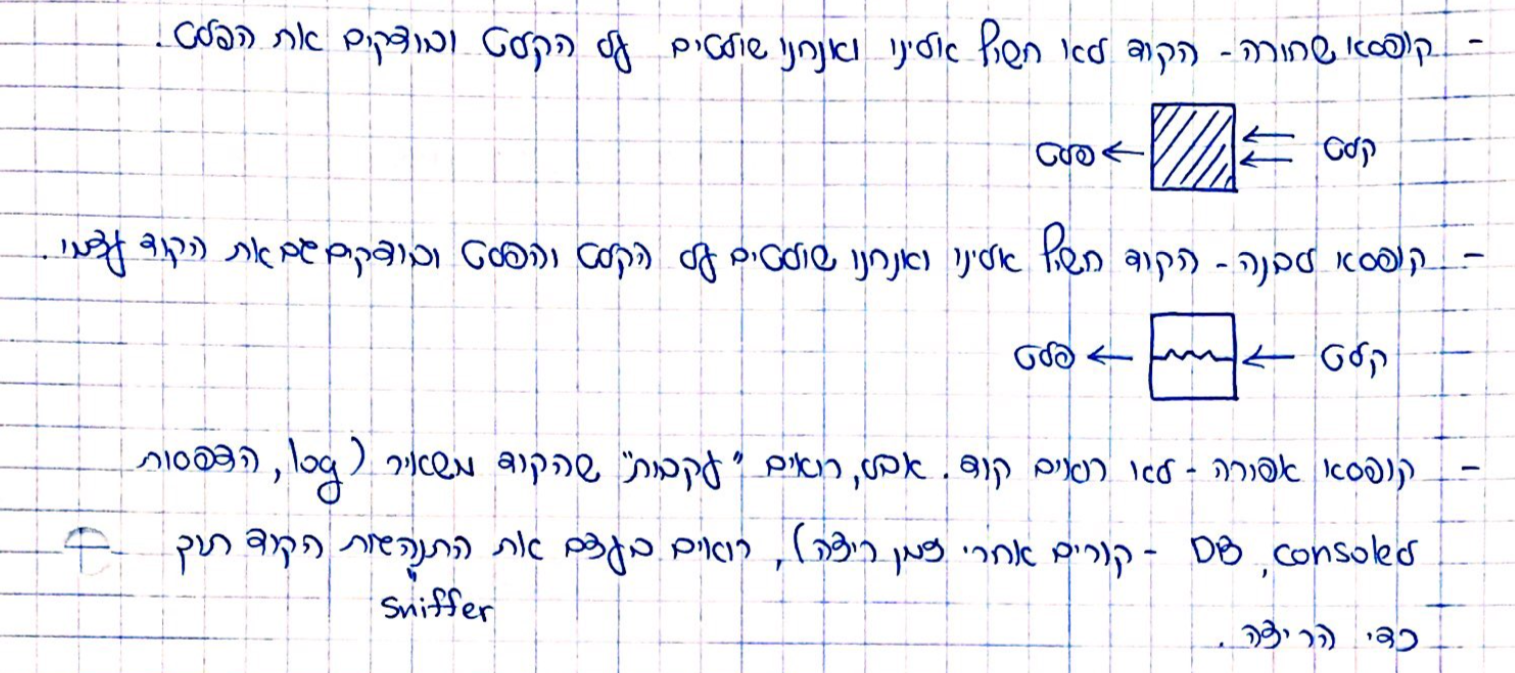 - קופסא שחורה - הקוד לא חשוף אלינו ואנחנו שולטים על הקלט ובודקים את הפלט.
קלט פלט
- קופסא לבנה - הקוד חשוף אלינו ואנחנו שולטים על הקלט והפלט ובודקים גם את הקוד עצמו.
קלט פלט
- קופסא אפורה - לא רואים קוד. אבל, רואים "עקבות" שהקוד משאיר (log, הדפסות
לconsole, DB - קורים אחרי זמן ריצה), רואים בעצם את התנהגות הקוד תוך
Sniffer
כדי הריצה.